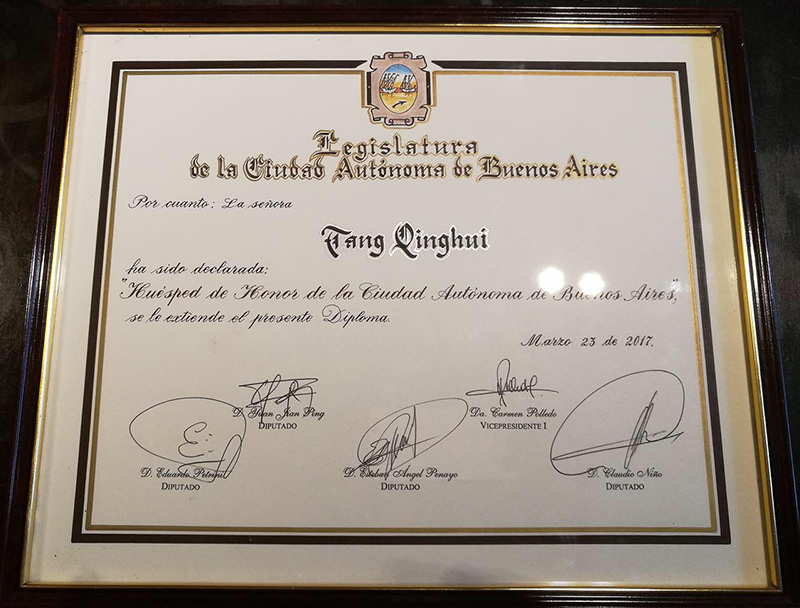 Legislatura
de la Ciudad Autónoma de Buenos Aires
Por cuanto: La señora
Tang Qinghui
ha sido declarada:
"Huésped de Honor de la Ciudad Autónoma de Buenos Aires",
se le extiende el presente Diploma.
Marzo 23 de 2017.
D. Yuan Jian Ping
DIPUTADO
Da. Carmen Polledo
VICEPRESIDENTE I
D. Eduardo Petrini
DIPUTADO
D. Esteban Angel Penayo
DIPUTADO
D. Claudio Niño
DIPUTADO